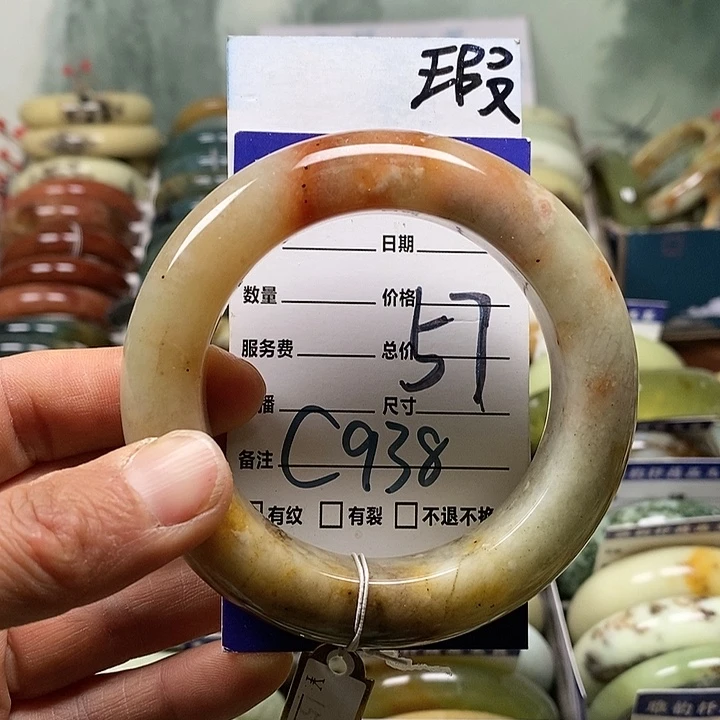 瑕
日期
数量 价格 57
服务费 总价
播 尺寸
备注 C938
有纹 有裂 不退不换